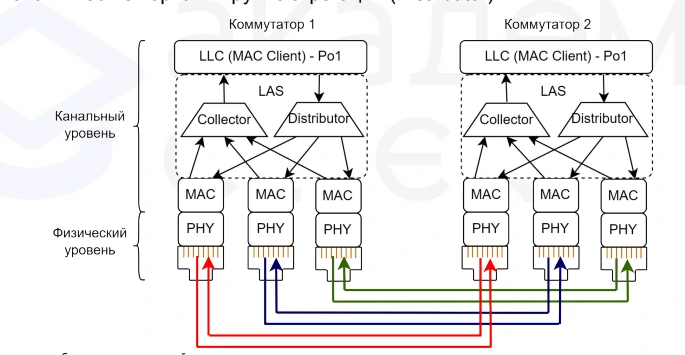 Коммутатор 1
Коммутатор 2
LLC (MAC Client) - Po1
LLC (MAC Client) - Po1
LAS
LAS
Канальный
уровень
Collector
Distributor
Collector
Distributor
MAC
MAC
MAC
MAC
MAC
MAC
Физический
уровень
PHY
PHY
PHY
PHY
PHY
PHY